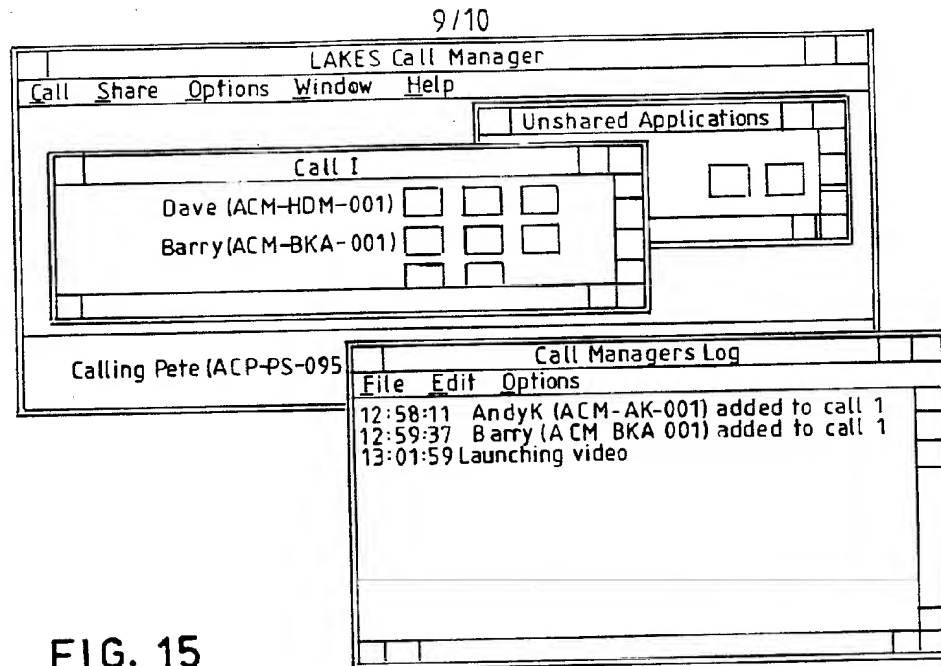 9/10
LAKES Call Manager
Call Share Options Window Help
Unshared Applications
Call I
Dave (ACM-HDM-001)
Barry (ACM-BKA-001)
Calling Pete (ACP-PS-095
Call Managers Log
File Edit Options
12:58:11 AndyK (ACM-AK-001) added to call 1
12:59:37 Barry (ACM BKA 001) added to call 1
13:01:59 Launching video
FIG. 15